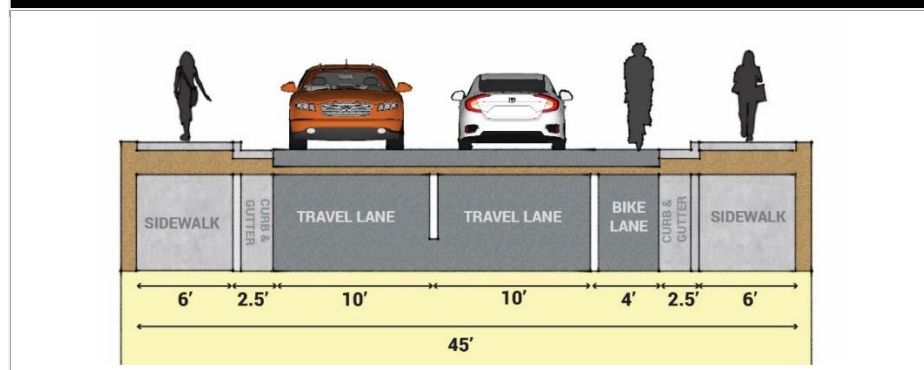 SIDEWALK
CURB &
GUTTER
TRAVEL LANE
TRAVEL LANE
BIKE
LANE
CURB &
GUTTER
SIDEWALK
6’ 2.5’ 10’ 10’ 4’ 2.5’ 6’
45’